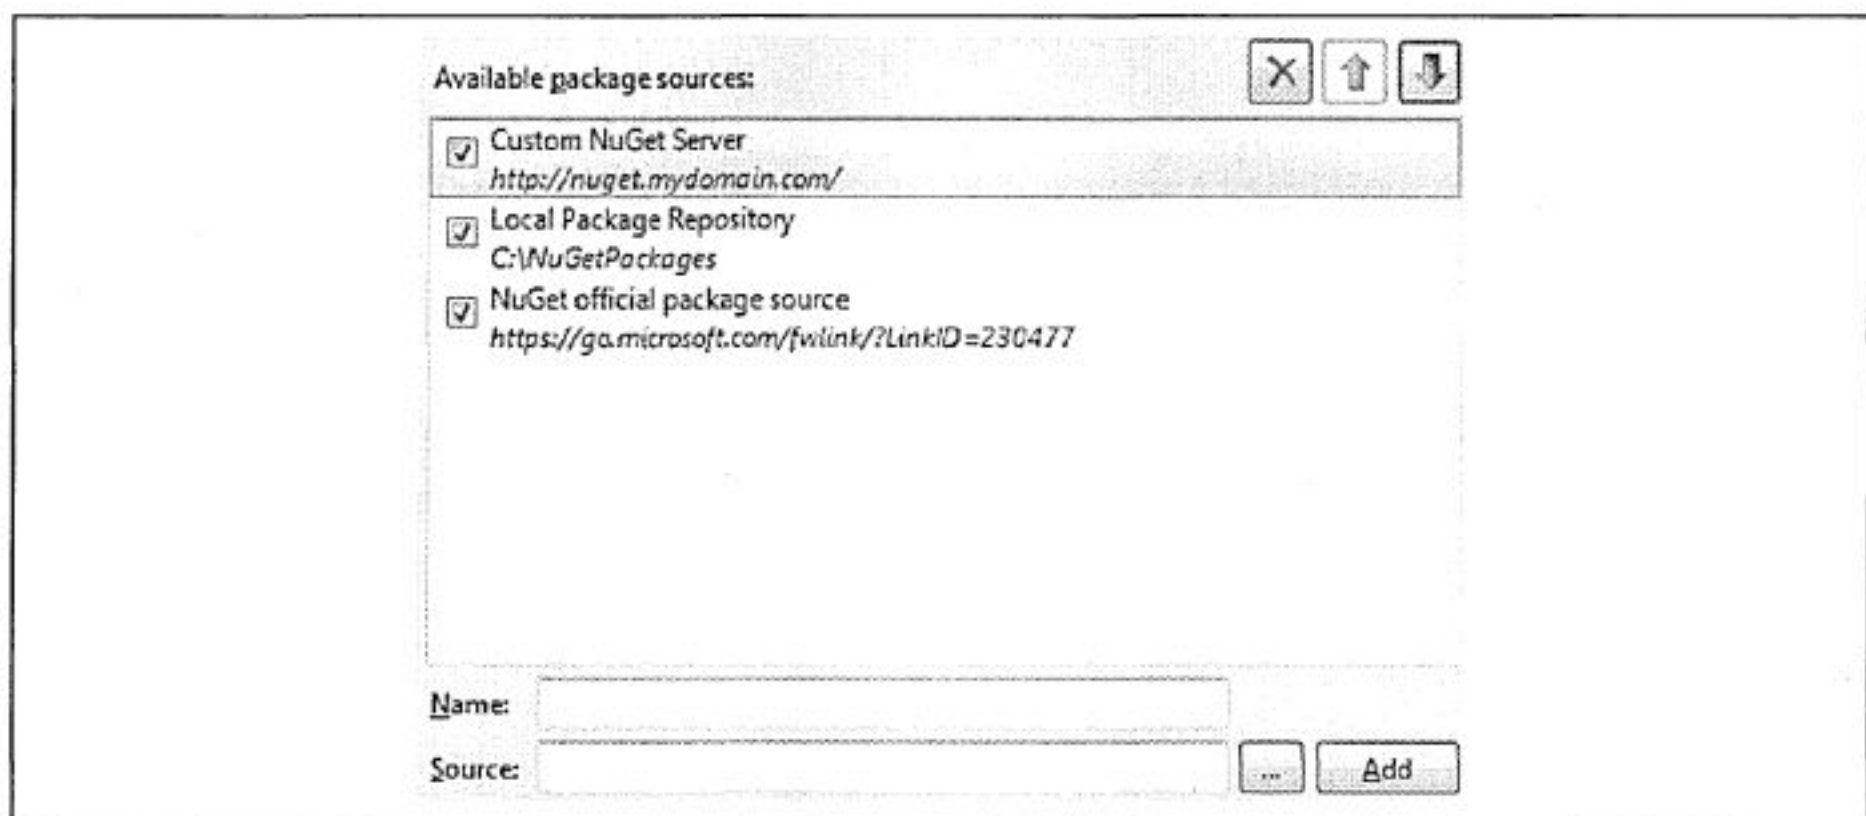 Available package sources:
Custom NuGet Server
http://nuget.mydomain.com/
Local Package Repository
C:\NuGetPackages
NuGet official package source
https://go.microsoft.com/fwlink/?LinkID=230477
Name:
Source:
... Add